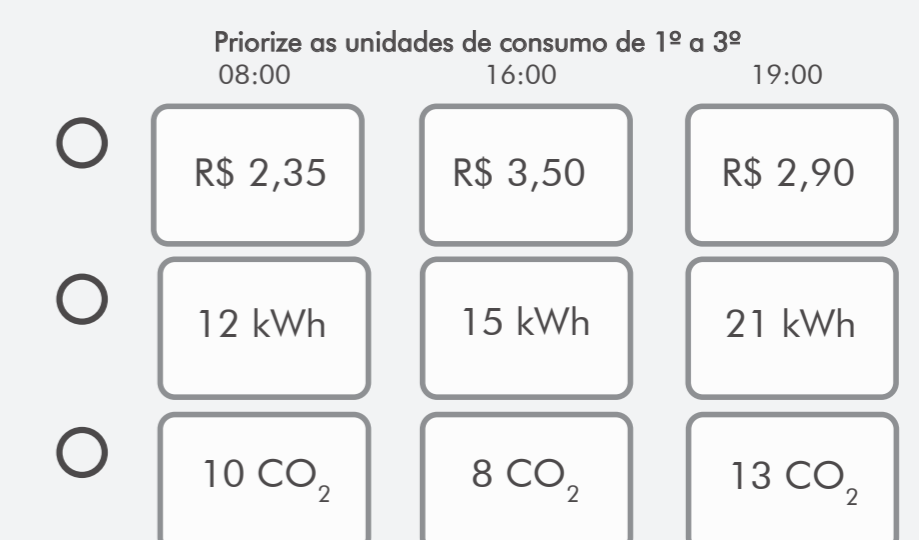 Priorize as unidades de consumo de 1º a 3º
08:00 16:00 19:00
R$ 2,35 R$ 3,50 R$ 2,90
12 kWh 15 kWh 21 kWh
10 CO₂ 8 CO₂ 13 CO₂